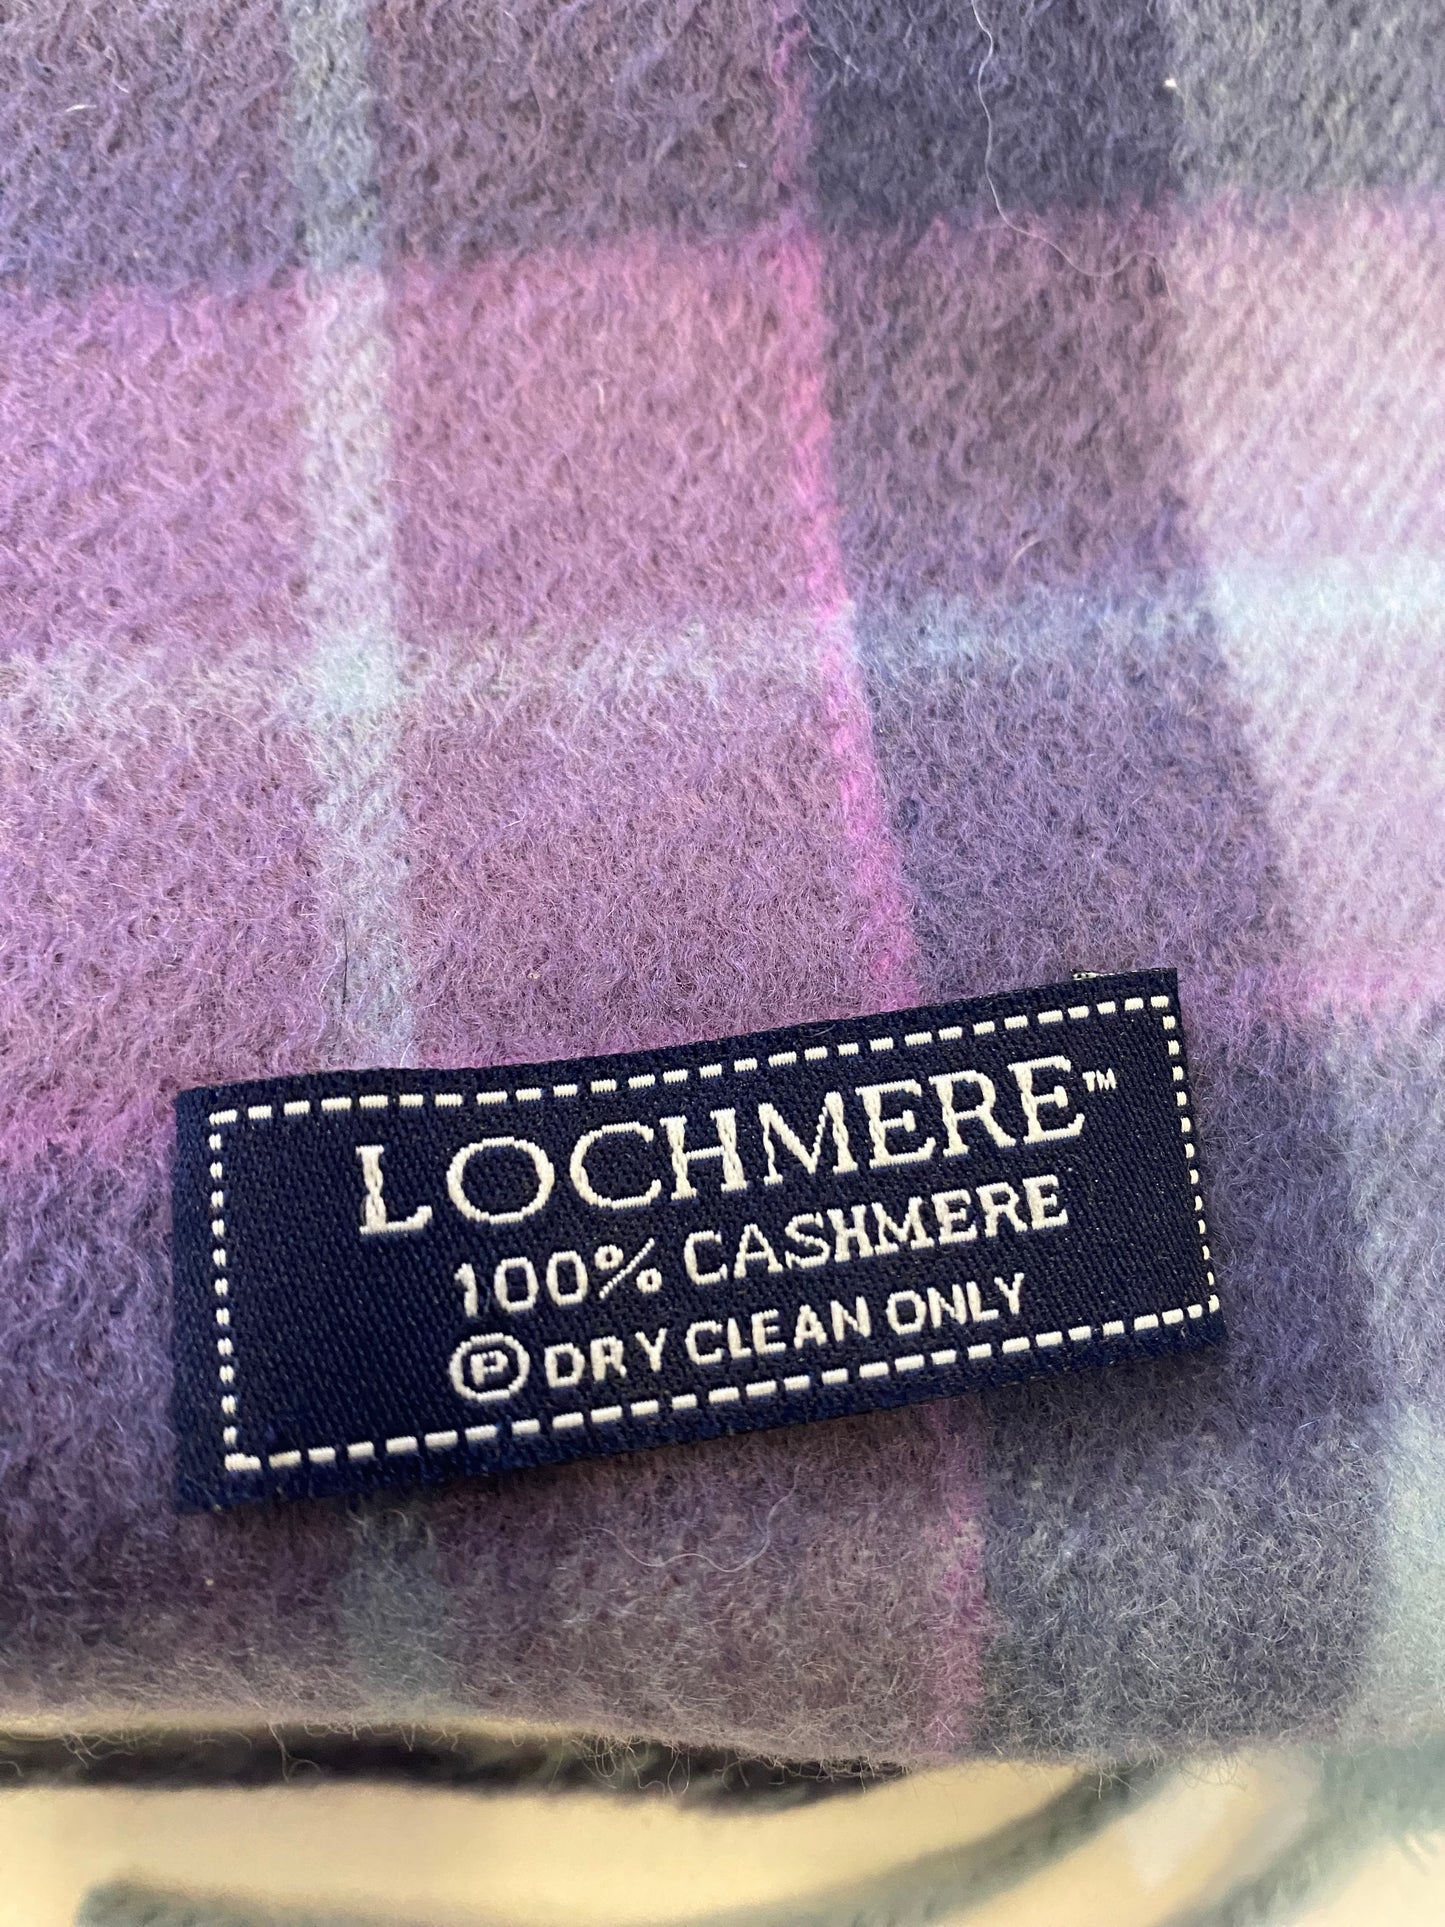 LOCHMERE™
100% CASHMERE
Ⓟ DRY CLEAN ONLY